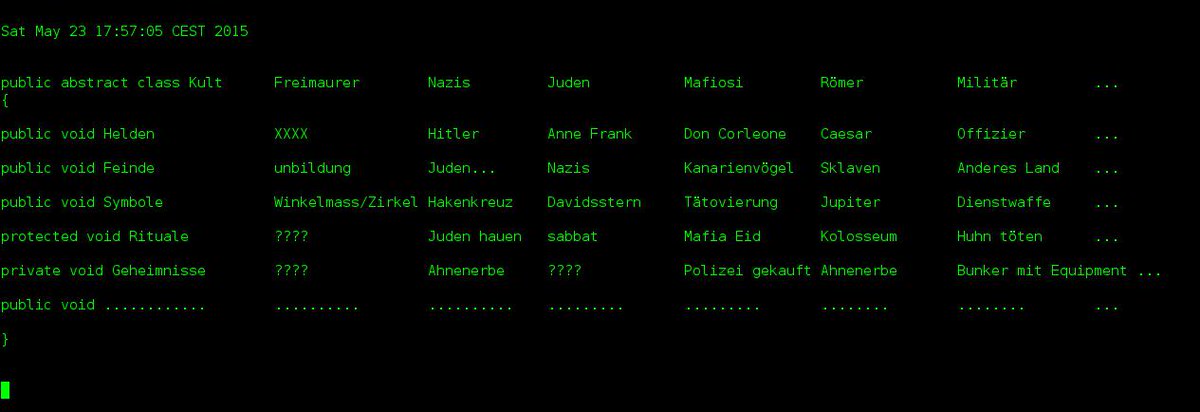 Sat May 23 17:57:05 CEST 2015
public abstract class Kult Freimaurer Nazis Juden Mafiosi Römer Militär ...
{
public void Helden XXXX Hitler Anne Frank Don Corleone Caesar Offizier ...
public void Feinde unbildung Juden... Nazis Kanarienvögel Sklaven Anderes Land ...
public void Symbole Winkelmass/Zirkel Hakenkreuz Davidsstern Tätovierung Jupiter Dienstwaffe ...
protected void Rituale ???? Juden hauen sabbat Mafia Eid Kolosseum Huhn töten ...
private void Geheimnisse ???? Ahnenerbe ???? Polizei gekauft Ahnenerbe Bunker mit Equipment ...
public void ............ .......... .......... ......... ......... ........ ........ ...
}